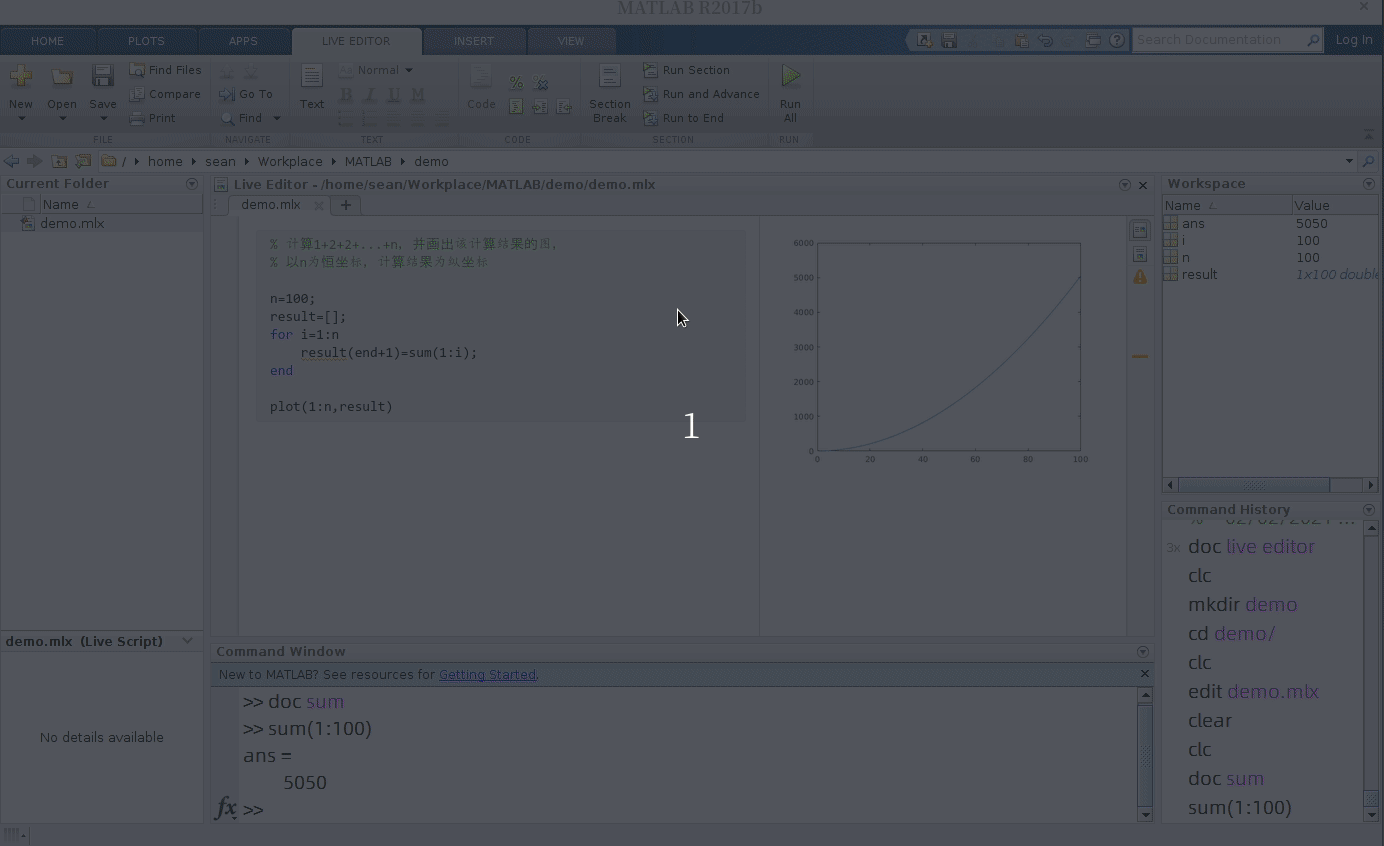 MATLAB R2017b
HOME PLOTS APPS LIVE EDITOR INSERT VIEW
Search Documentation
Log In
New
Open
Save
Find Files
Compare
Print
FILE
Go To
Find
NAVIGATE
Text
Normal
B I U M
TEXT
Code
CODE
Section Break
Run Section
Run and Advance
Run to End
SECTION
Run All
RUN
/ home sean Workplace MATLAB demo
Current Folder
Name
demo.mlx
demo.mlx (Live Script)
No details available
Live Editor - /home/sean/Workplace/MATLAB/demo/demo.mlx
demo.mlx
% 计算1+2+2+...+n, 并画出该计算结果的图,
% 以n为恒坐标, 计算结果为纵坐标
n=100;
result=[];
for i=1:n
result(end+1)=sum(1:i);
end
plot(1:n,result)
1
6000
5000
4000
3000
2000
1000
0
0 20 40 60 80 100
Command Window
New to MATLAB? See resources for Getting Started.
>> doc sum
>> sum(1:100)
ans =
5050
fx >>
Workspace
Name Value
ans 5050
i 100
n 100
result 1x100 double
Command History
3x doc live editor
clc
mkdir demo
cd demo/
clc
edit demo.mlx
clear
clc
doc sum
sum(1:100)